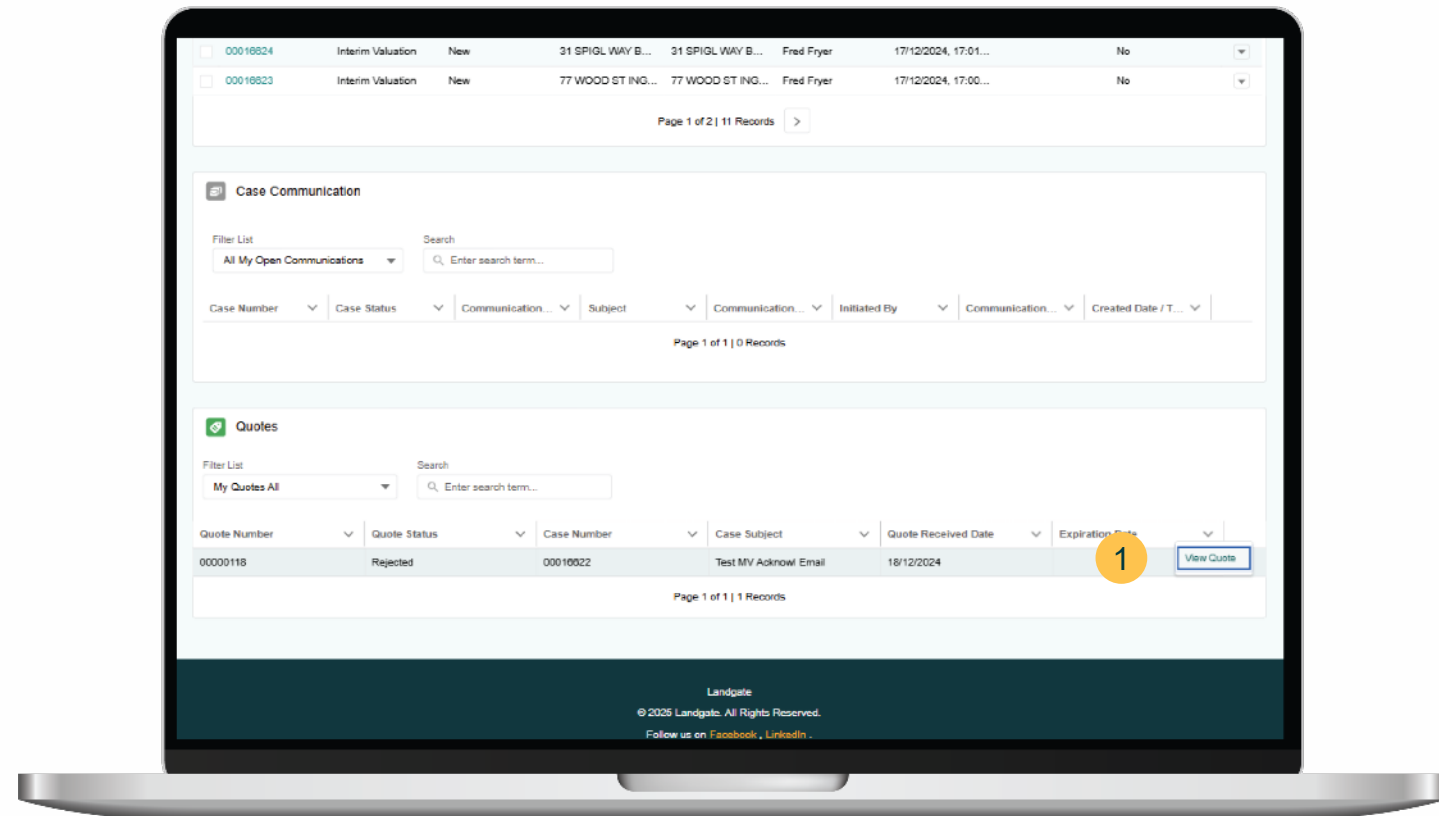 00016624 Interim Valuation New 31 SPIGL WAY B... 31 SPIGL WAY B... Fred Fryer 17/12/2024, 17:01... No
00016623 Interim Valuation New 77 WOOD ST ING... 77 WOOD ST ING... Fred Fryer 17/12/2024, 17:00... No
Page 1 of 2 | 11 Records >
Case Communication
Filter List Search
All My Open Communications Enter search term...
Case Number Case Status Communication... Subject Communication... Initiated By Communication... Created Date / T...
Page 1 of 1 | 0 Records
Quotes
Filter List Search
My Quotes All Enter search term...
Quote Number Quote Status Case Number Case Subject Quote Received Date Expiration Date
00000118 Rejected 00016622 Test MV Acknowl Email 18/12/2024 1 View Quote
Page 1 of 1 | 1 Records
Landgate
© 2025 Landgate. All Rights Reserved.
Follow us on Facebook , LinkedIn .